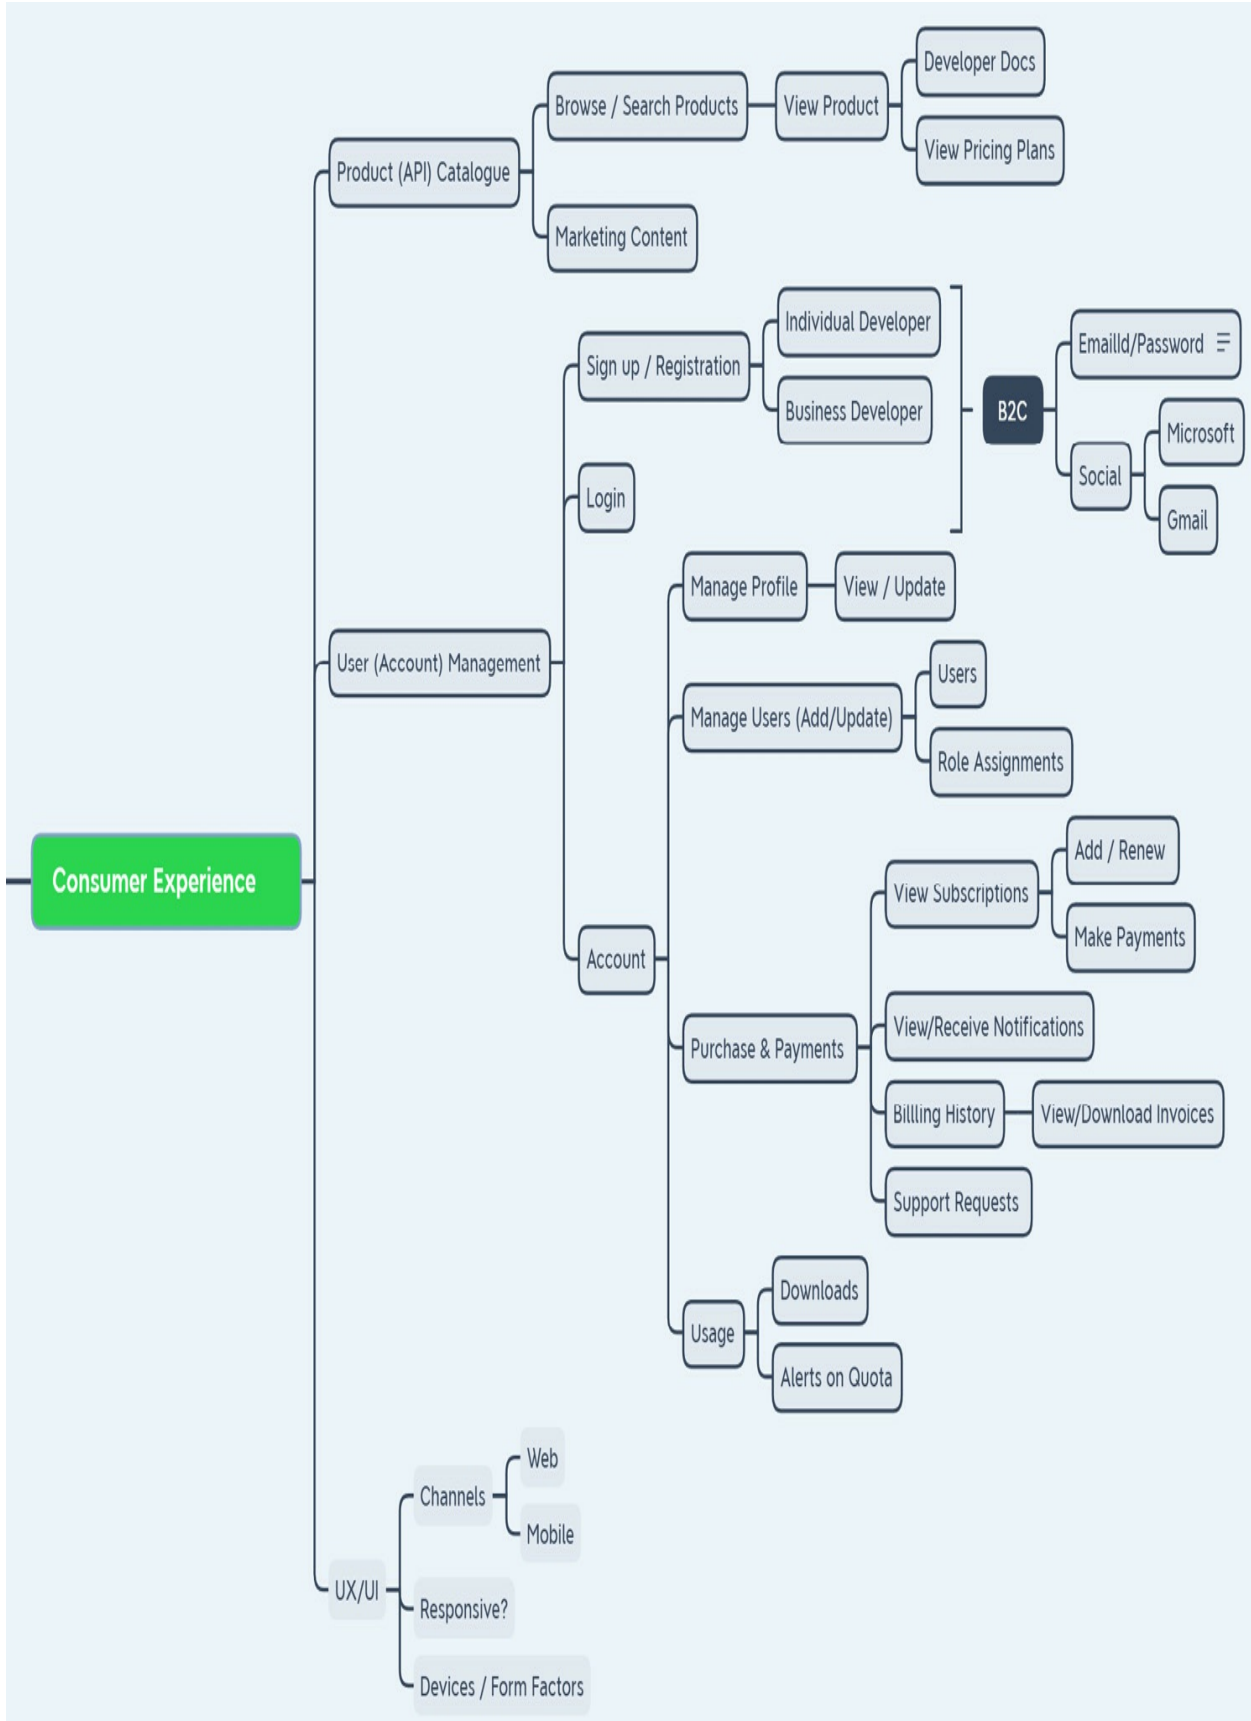 Developer Docs
Browse / Search Products
View Product
View Pricing Plans
Product (API) Catalogue
Marketing Content
Individual Developer
EmailId/Password
Sign up / Registration
Business Developer
B2C
Microsoft
Social
Login
Gmail
Manage Profile
View / Update
User (Account) Management
Users
Manage Users (Add/Update)
Role Assignments
Add / Renew
Consumer Experience
View Subscriptions
Make Payments
Account
View/Receive Notifications
Purchase & Payments
Billling History
View/Download Invoices
Support Requests
Downloads
Usage
Alerts on Quota
Web
Channels
Mobile
UX/UI
Responsive?
Devices / Form Factors